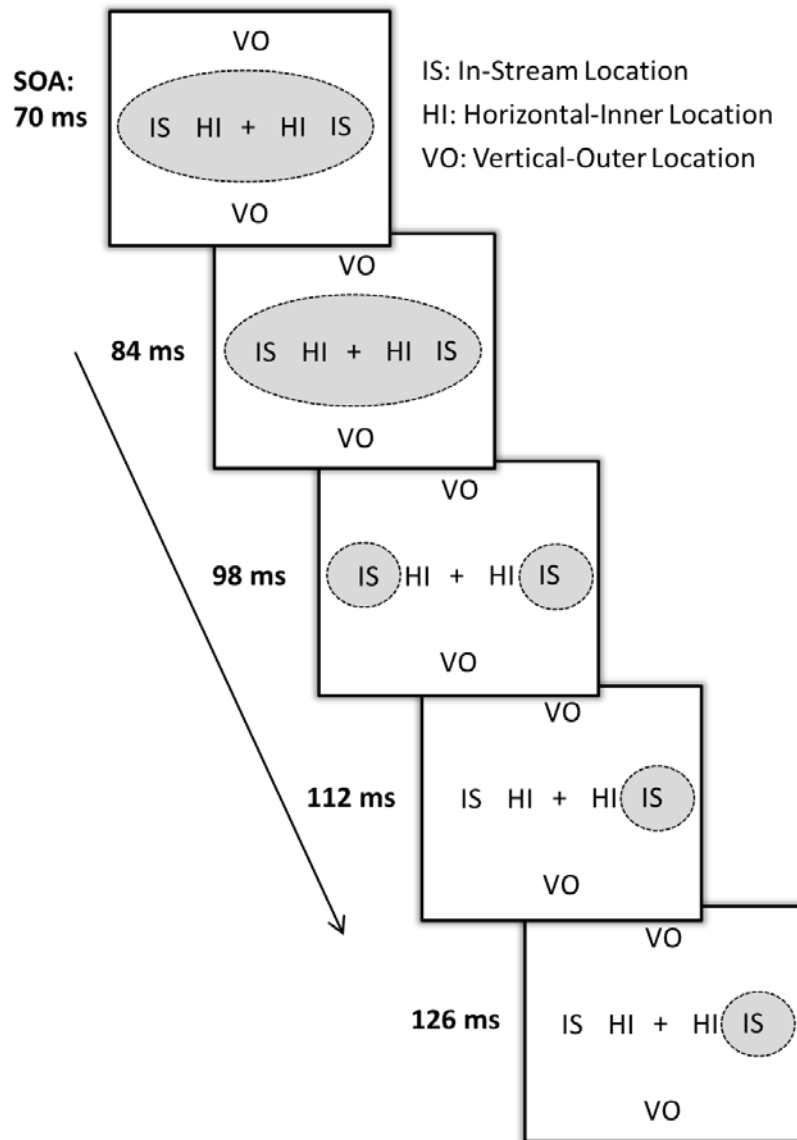 SOA:
70 ms
VO
IS HI + HI IS
VO
IS: In-Stream Location
HI: Horizontal-Inner Location
VO: Vertical-Outer Location
84 ms
VO
IS HI + HI IS
VO
98 ms
VO
IS HI + HI IS
VO
112 ms
VO
IS HI + HI IS
VO
126 ms
VO
IS HI + HI IS
VO